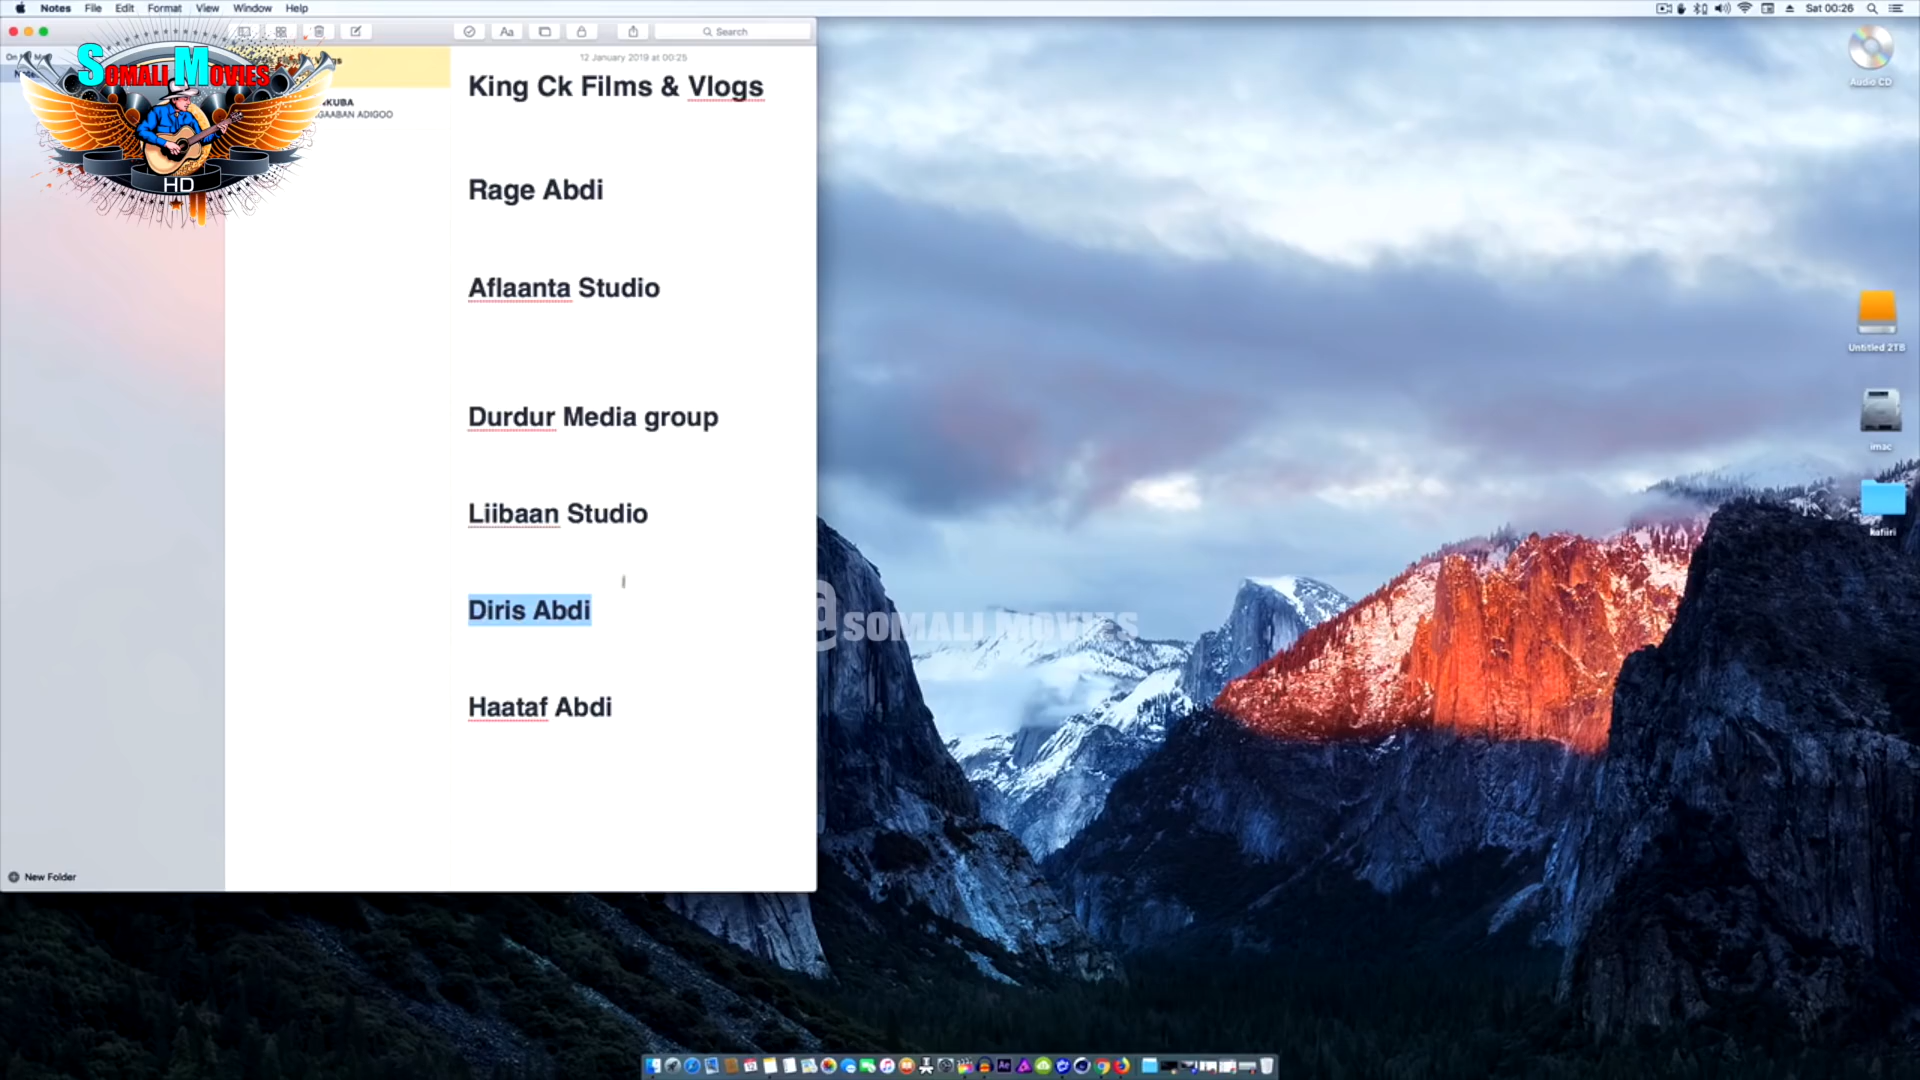 Notes File Edit Format View Window Help
Sat 00:26
Search
SOMALI MOVIES
HD
KUBA
GAABAN ADIGOO
12 January 2019 at 00:25
King Ck Films & Vlogs
Rage Abdi
Aflaanta Studio
Durdur Media group
Liibaan Studio
Diris Abdi
Haataf Abdi
New Folder
@SOMALI MOVIES
Audio CD
Untitled 2TB
imac
kafiiri